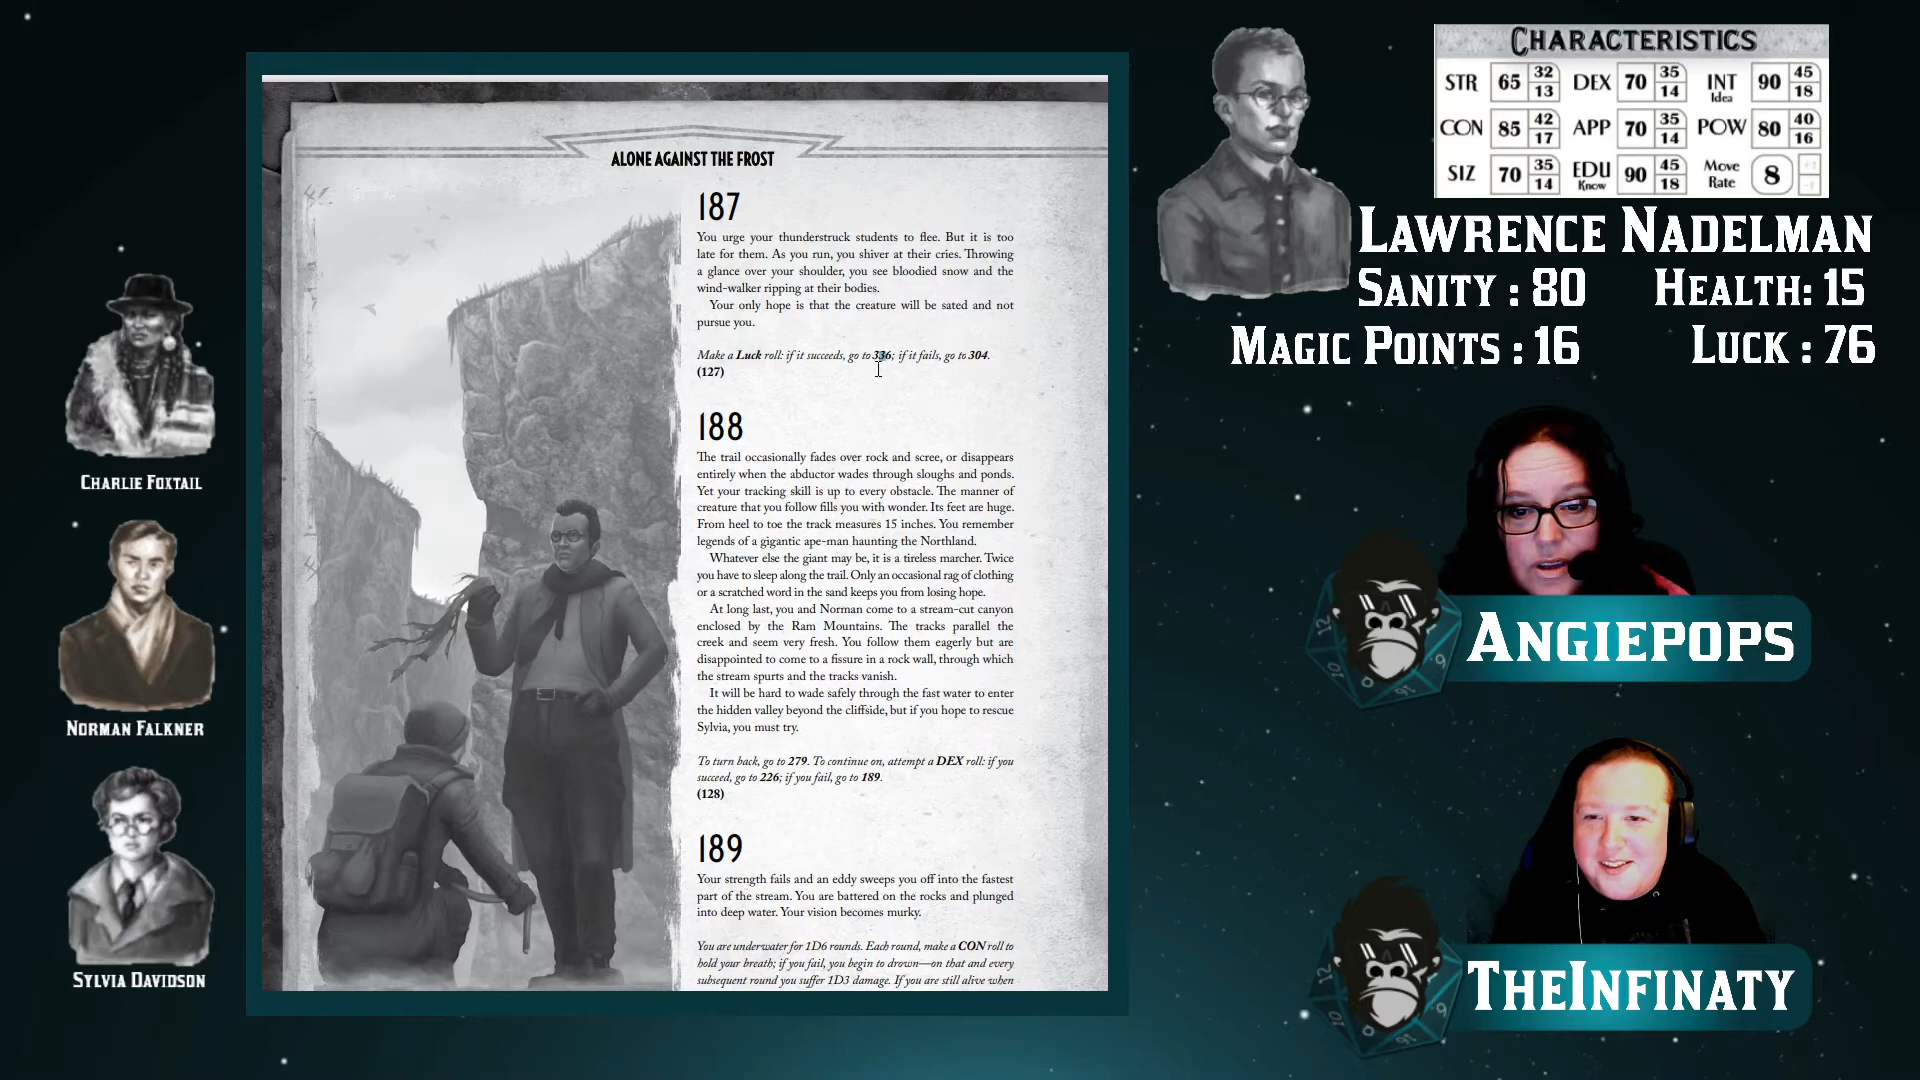 ALONE AGAINST THE FROST
187
You urge your thunderstruck students to flee. But it is too
late for them. As you run, you shiver at their cries. Throwing
a glance over your shoulder, you see bloodied snow and the
wind-walker ripping at their bodies.
Your only hope is that the creature will be sated and not
pursue you.
Make a Luck roll: if it succeeds, go to 336; if it fails, go to 304.
(127)
188
The trail occasionally fades over rock and scree, or disappears
entirely when the abductor wades through sloughs and ponds.
Yet your tracking skill is up to every obstacle. The manner of
creature that you follow fills you with wonder. Its feet are huge.
From heel to toe the track measures 15 inches. You remember
legends of a gigantic ape-man haunting the Northland.
Whatever else the giant may be, it is a tireless marcher. Twice
you have to sleep along the trail. Only an occasional rag of clothing
or a scratched word in the sand keeps you from losing hope.
At long last, you and Norman come to a stream-cut canyon
enclosed by the Ram Mountains. The tracks parallel the
creek and seem very fresh. You follow them eagerly but are
disappointed to come to a fissure in a rock wall, through which
the stream spurts and the tracks vanish.
It will be hard to wade safely through the fast water to enter
the hidden valley beyond the cliffside, but if you hope to rescue
Sylvia, you must try.
To turn back, go to 279. To continue on, attempt a DEX roll: if you
succeed, go to 226; if you fail, go to 189.
(128)
189
Your strength fails and an eddy sweeps you off into the fastest
part of the stream. You are battered on the rocks and plunged
into deep water. Your vision becomes murky.
You are underwater for 1D6 rounds. Each round, make a CON roll to
hold your breath; if you fail, you begin to drown—on that and every
subsequent round you suffer 1D3 damage. If you are still alive when
CHARLIE FOXTAIL
NORMAN FALKNER
SYLVIA DAVIDSON
CHARACTERISTICS
STR 65 32 13 DEX 70 35 14 INT Idea 90 45 18
CON 85 42 17 APP 70 35 14 POW 80 40 16
SIZ 70 35 14 EDU Know 90 45 18 Move Rate 8
LAWRENCE NADELMAN
SANITY : 80 HEALTH: 15
MAGIC POINTS : 16 LUCK : 76
ANGIEPOPS
THEINFINATY